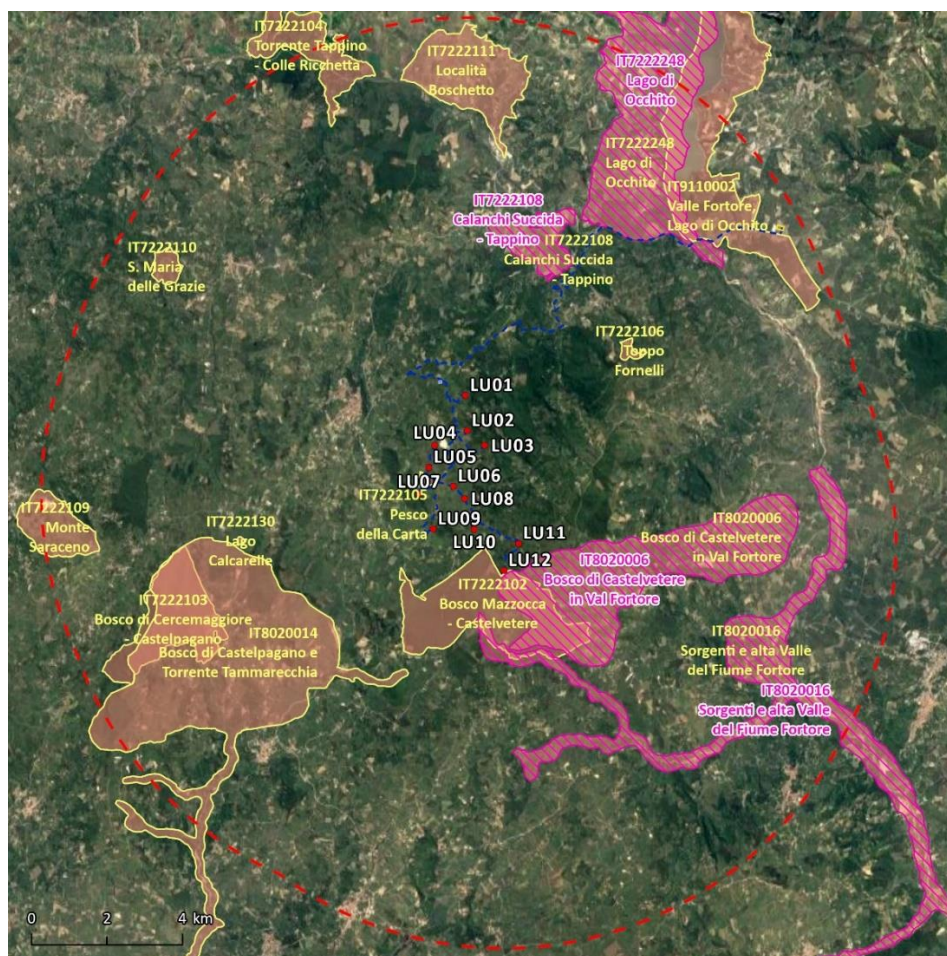 IT7222104
Torrente Tappino
- Colle Ricchetta
IT7222111
Località
Boschetto
IT7222248
Lago di
Occhito
IT7222248
Lago di
Occhito
IT9110002
Valle Fortore,
Lago di Occhito
IT7222108
Calanchi Succida
- Tappino
IT7222108
Calanchi Succida
Tappino
IT7222110
S. Maria
delle Grazie
IT7222106
Toppo
Fornelli
LU01
LU02
LU04
LU03
LU05
LU07
LU06
LU08
IT7222105
Pesco
della Carta
LU09
LU10
LU11
LU12
IT7222109
Monte
Saraceno
IT7222130
Lago
Calcarelle
IT8020006
Bosco di Castelvetere
in Val Fortore
IT8020006
Bosco di Castelvetere
in Val Fortore
IT7222102
Bosco Mazzocca
- Castelvetere
IT7222103
Bosco di Cercemaggiore
- Castelpagano
IT8020014
Bosco di Castelpagano e
Torrente Tammarecchia
IT8020016
Sorgenti e alta Valle
del Fiume Fortore
IT8020016
Sorgenti e alta Valle
del Fiume Fortore
0 2 4 km